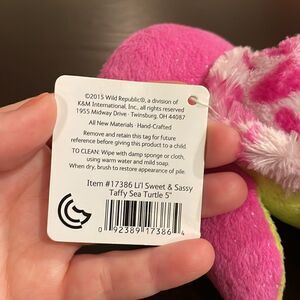 ©2015 Wild Republic®, a division of
K&M International, Inc. all rights reserved
1955 Midway Drive · Twinsburg, OH 44087
All New Materials · Hand-Crafted
Remove and retain this tag for future
reference before giving this product to a child.
TO CLEAN: Wipe with damp sponge or cloth,
using warm water and mild soap.
When dry, brush to restore appearance of pile.
Item #17386 Li'l Sweet & Sassy
Taffy Sea Turtle 5"
0 92389 17386 4